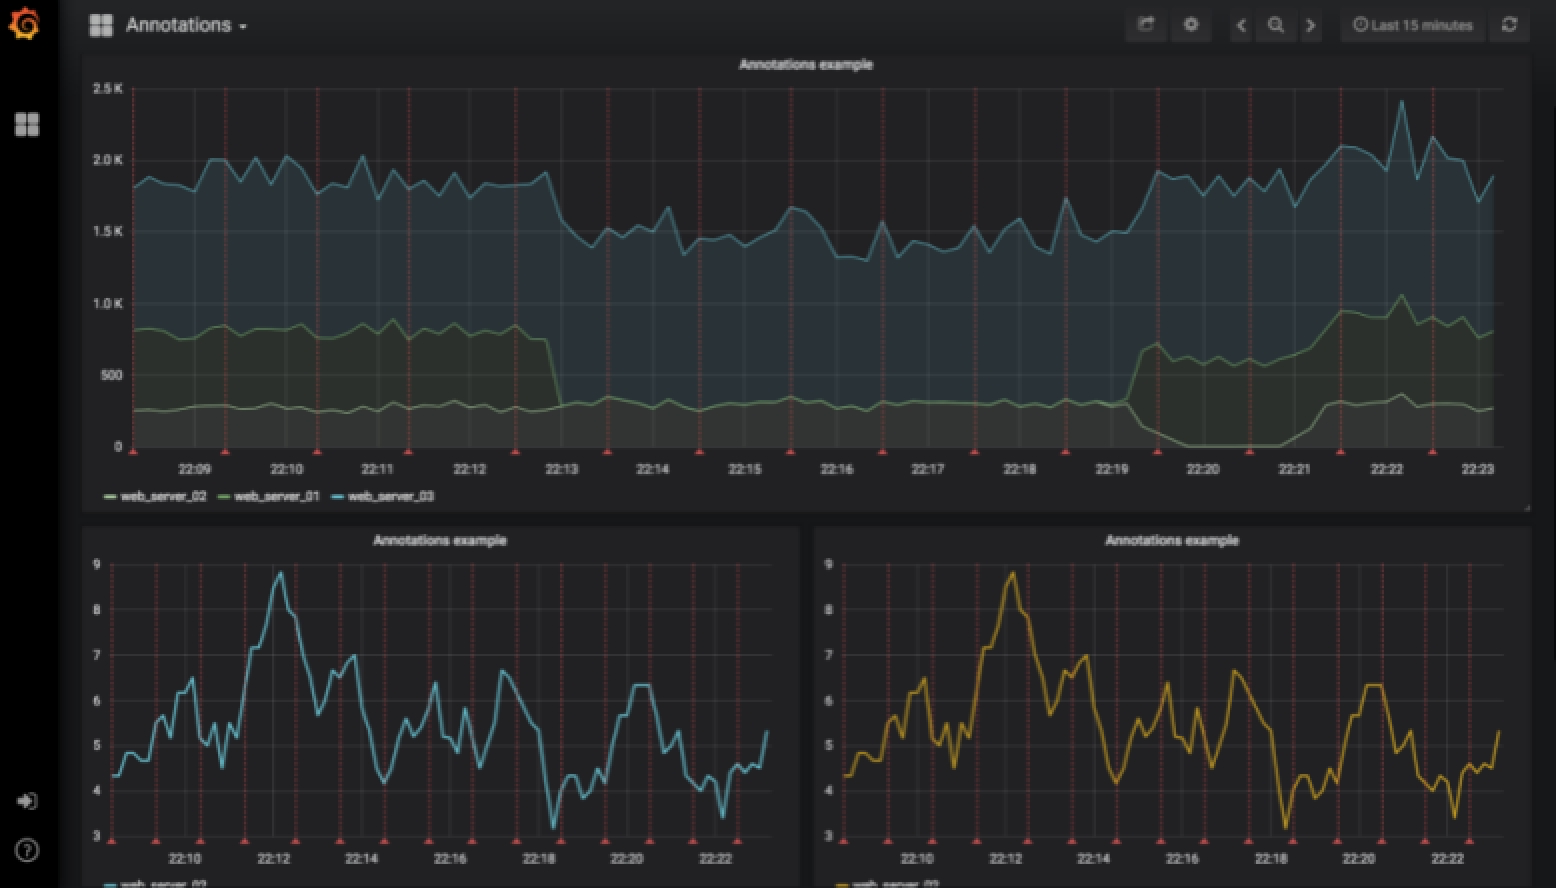 Annotations
Last 15 minutes
Annotations example
2.5 K
2.0 K
1.5 K
1.0 K
500
0
22:09 22:10 22:11 22:12 22:13 22:14 22:15 22:16 22:17 22:18 22:19 22:20 22:21 22:22 22:23
web_server_02 web_server_01 web_server_03
Annotations example
9
8
7
6
5
4
3
22:10 22:12 22:14 22:16 22:18 22:20 22:22
Annotations example
9
8
7
6
5
4
3
22:10 22:12 22:14 22:16 22:18 22:20 22:22